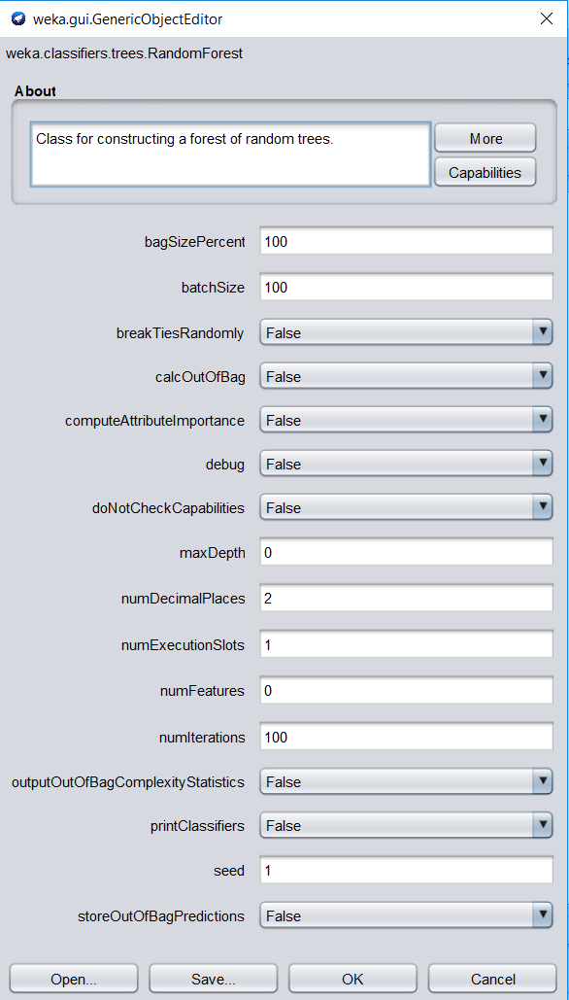 weka.gui.GenericObjectEditor
weka.classifiers.trees.RandomForest
About
Class for constructing a forest of random trees.
More
Capabilities
bagSizePercent 100
batchSize 100
breakTiesRandomly False
calcOutOfBag False
computeAttributeImportance False
debug False
doNotCheckCapabilities False
maxDepth 0
numDecimalPlaces 2
numExecutionSlots 1
numFeatures 0
numIterations 100
outputOutOfBagComplexityStatistics False
printClassifiers False
seed 1
storeOutOfBagPredictions False
Open... Save... OK Cancel